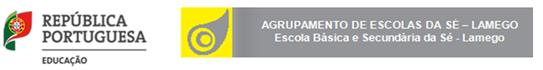 REPÚBLICA
PORTUGUESA
EDUCAÇÃO
AGRUPAMENTO DE ESCOLAS DA SÉ – LAMEGO
Escola Básica e Secundária da Sé - Lamego